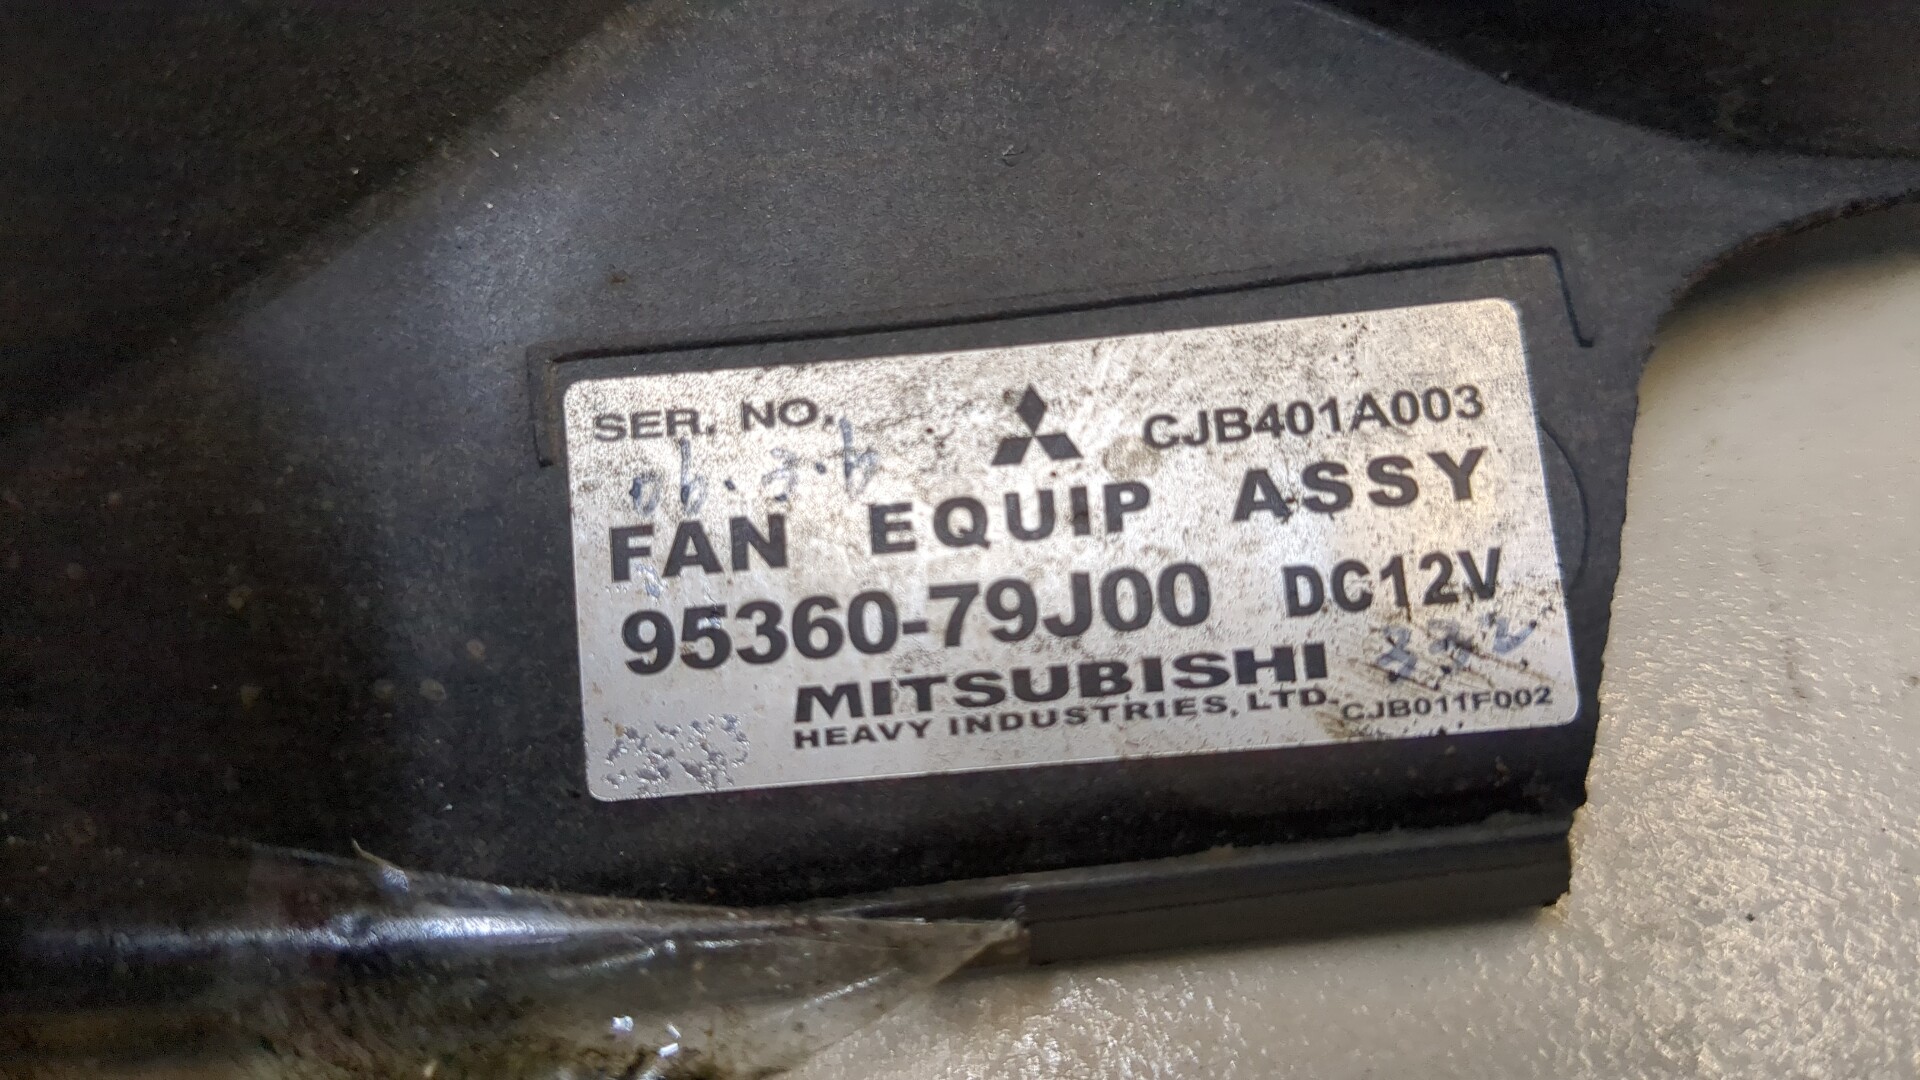 SER. NO. CJB401A003
FAN EQUIP ASSY
95360-79J00 DC12V
MITSUBISHI
HEAVY INDUSTRIES, LTD. CJB011F002